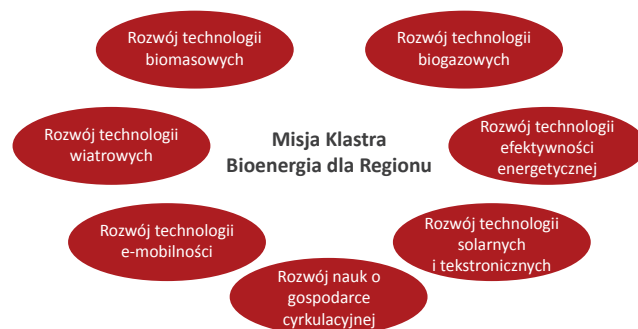 Rozwój technologii
biomasowych
Rozwój technologii
biogazowych
Rozwój technologii
wiatrowych
Misja Klastra
Bioenergia dla Regionu
Rozwój technologii
efektywności
energetycznej
Rozwój technologii
e-mobilności
Rozwój technologii
solarnych
i tekstronicznych
Rozwój nauk o
gospodarce
cyrkulacyjnej